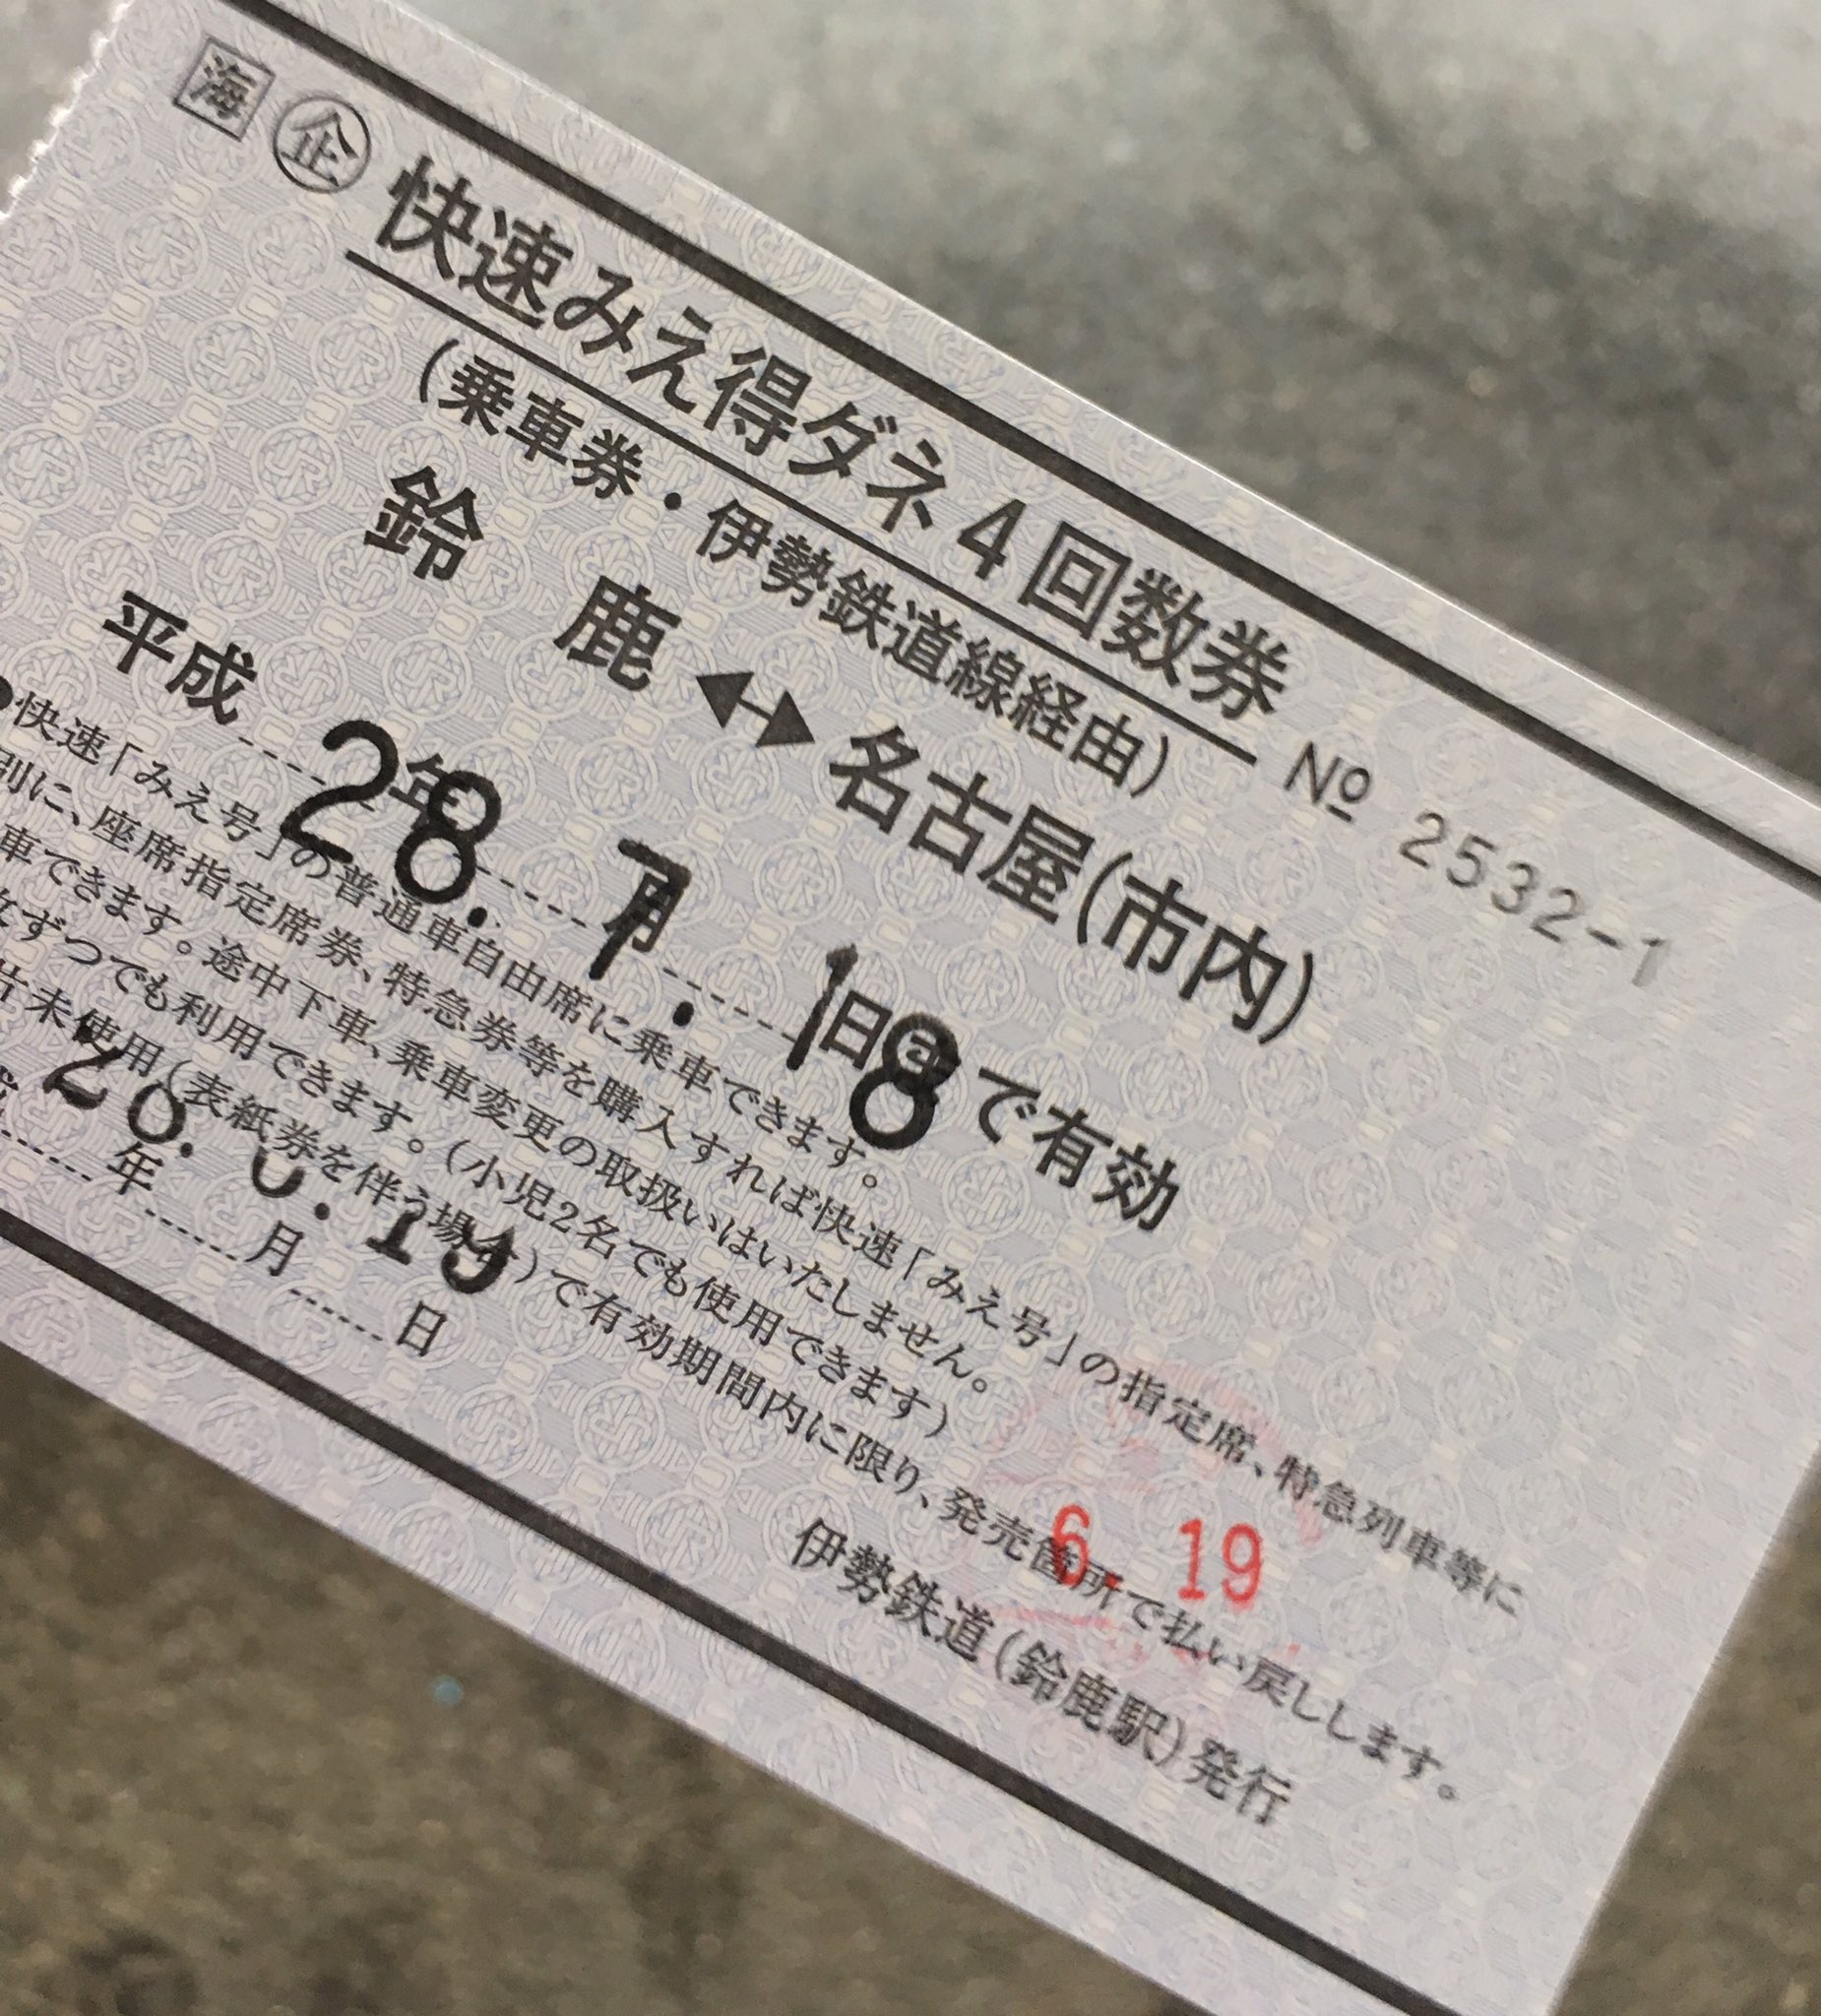 海 企 快速みえ得ダネ4回数券
(乗車券・伊勢鉄道線経由) № 2532-1
鈴 鹿 ◀-▶ 名古屋(市内)
平成 年 月 日まで有効
28. 7. 18
●快速「みえ号」の普通車自由席に乗車できます。
別に、座席指定席券、特急券等を購入すれば快速「みえ号」の指定席、特急列車等に
車できます。途中下車、乗車変更の取扱いはいたしません。
ずつでも利用できます。(小児2名でも使用できます)
片未使用(表紙券を伴う場合)で有効期間内に限り、発売箇所で払い戻しします。
年 月 日
28. 6. 19
6. 19
伊勢鉄道(鈴鹿駅)発行